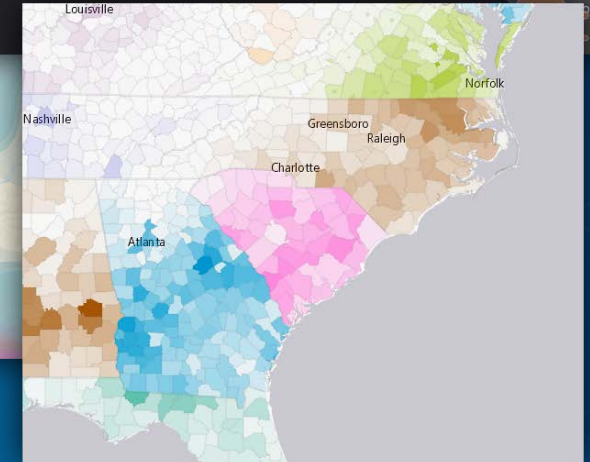 Louisville
Norfolk
Nashville
Greensboro
Raleigh
Charlotte
Atlanta